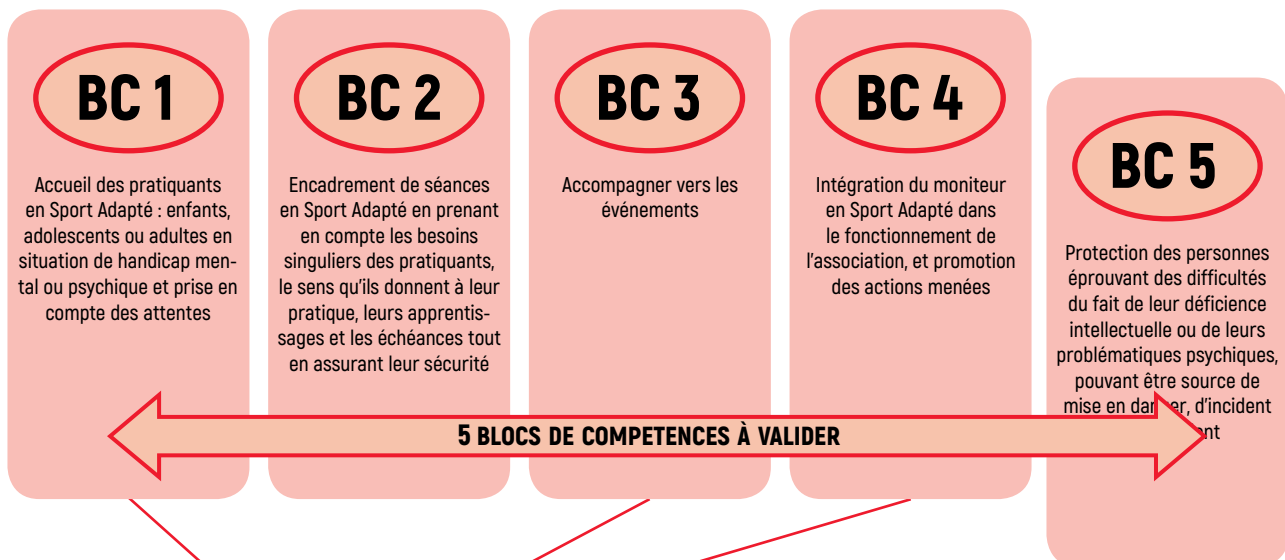 BC 1
Accueil des pratiquants
en Sport Adapté : enfants,
adolescents ou adultes en
situation de handicap men-
tal ou psychique et prise en
compte des attentes
BC 2
Encadrement de séances
en Sport Adapté en prenant
en compte les besoins
singuliers des pratiquants,
le sens qu'ils donnent à leur
pratique, leurs apprentis-
sages et les échéances tout
en assurant leur sécurité
BC 3
Accompagner vers les
événements
BC 4
Intégration du moniteur
en Sport Adapté dans
le fonctionnement de
l'association, et promotion
des actions menées
BC 5
Protection des personnes
éprouvant des difficultés
du fait de leur déficience
intellectuelle ou de leurs
problématiques psychiques,
pouvant être source de
mise en danger, d'incident
5 BLOCS DE COMPETENCES À VALIDER